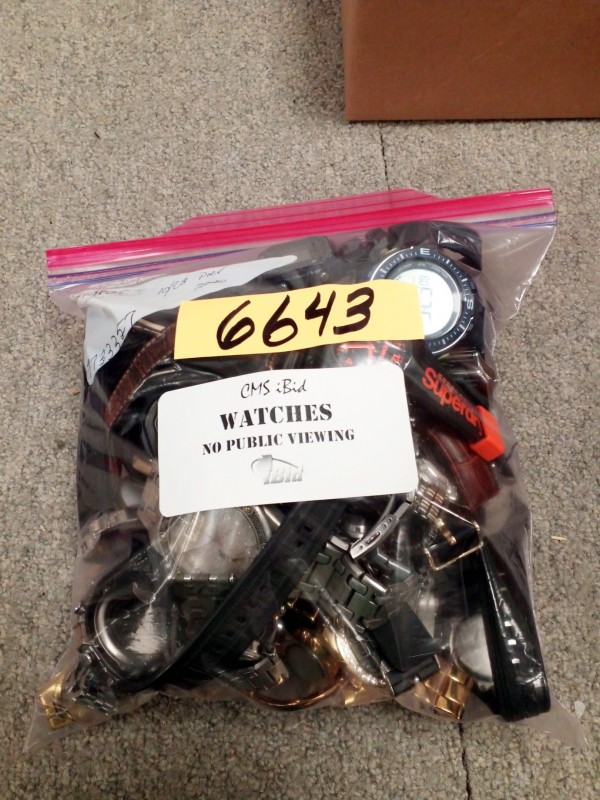 6643
CMS iBid
WATCHES
NO PUBLIC VIEWING
iBid
Superdry
E
S